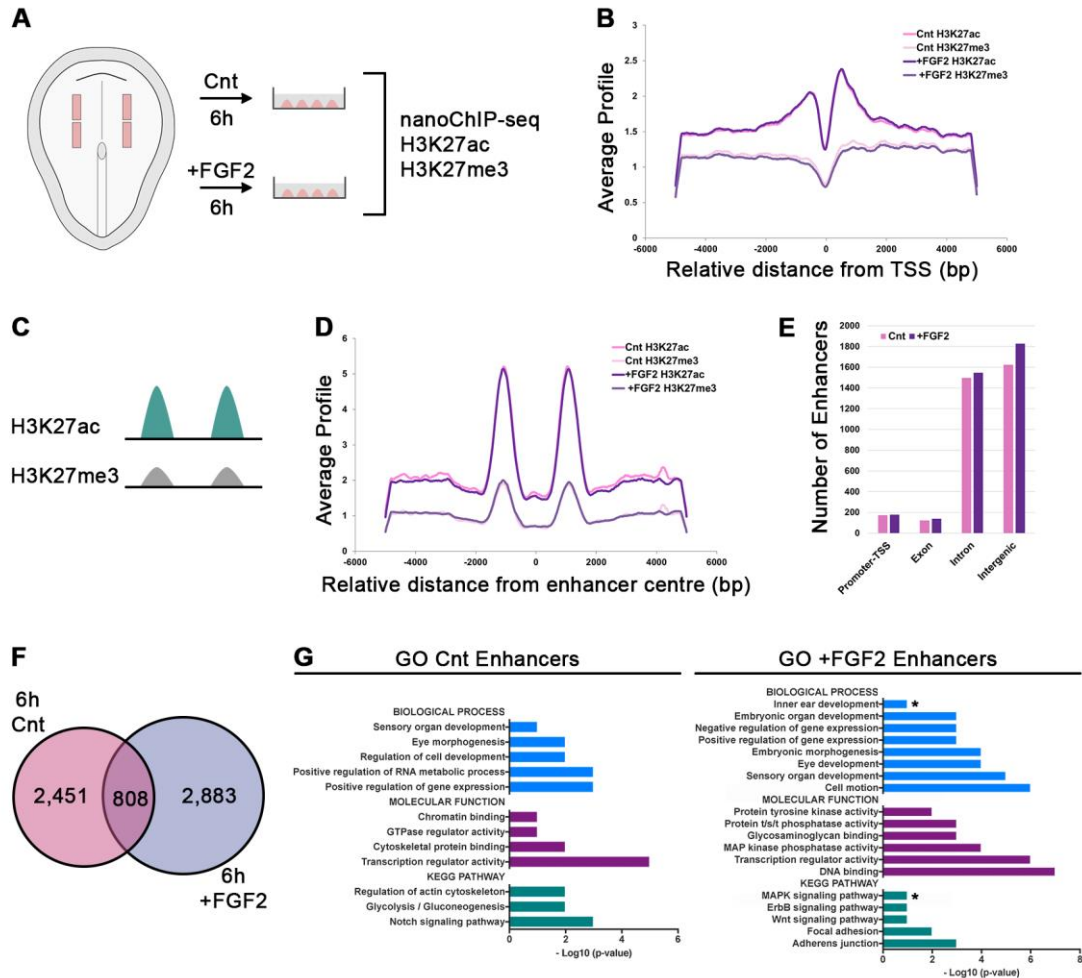 A
Cnt
6h
+FGF2
6h
nanoChIP-seq
H3K27ac
H3K27me3
B
Average Profile
3
2.5
2
1.5
1
0.5
0
-6000 -4000 -2000 0 2000 4000 6000
Relative distance from TSS (bp)
Cnt H3K27ac
Cnt H3K27me3
+FGF2 H3K27ac
+FGF2 H3K27me3
C
H3K27ac
H3K27me3
D
Average Profile
6
5
4
3
2
1
0
-6000 -4000 -2000 0 2000 4000 6000
Relative distance from enhancer centre (bp)
Cnt H3K27ac
Cnt H3K27me3
+FGF2 H3K27ac
+FGF2 H3K27me3
E
Number of Enhancers
2000
1800
1600
1400
1200
1000
800
600
400
200
0
Cnt +FGF2
Promoter-TSS
Exon
Intron
Intergenic
F
6h
Cnt
2,451
808
2,883
6h
+FGF2
G
GO Cnt Enhancers
BIOLOGICAL PROCESS
Sensory organ development
Eye morphogenesis
Regulation of cell development
Positive regulation of RNA metabolic process
Positive regulation of gene expression
MOLECULAR FUNCTION
Chromatin binding
GTPase regulator activity
Cytoskeletal protein binding
Transcription regulator activity
KEGG PATHWAY
Regulation of actin cytoskeleton
Glycolysis / Gluconeogenesis
Notch signaling pathway
0 2 4 6
- Log10 (p-value)
GO +FGF2 Enhancers
BIOLOGICAL PROCESS
Inner ear development *
Embryonic organ development
Negative regulation of gene expression
Positive regulation of gene expression
Embryonic morphogenesis
Eye development
Sensory organ development
Cell motion
MOLECULAR FUNCTION
Protein tyrosine kinase activity
Protein t/s/t phosphatase activity
Glycosaminoglycan binding
MAP kinase phosphatase activity
Transcription regulator activity
DNA binding
KEGG PATHWAY
MAPK signaling pathway *
ErbB signaling pathway
Wnt signaling pathway
Focal adhesion
Adherens junction
0 2 4 6 8
- Log10 (p-value)